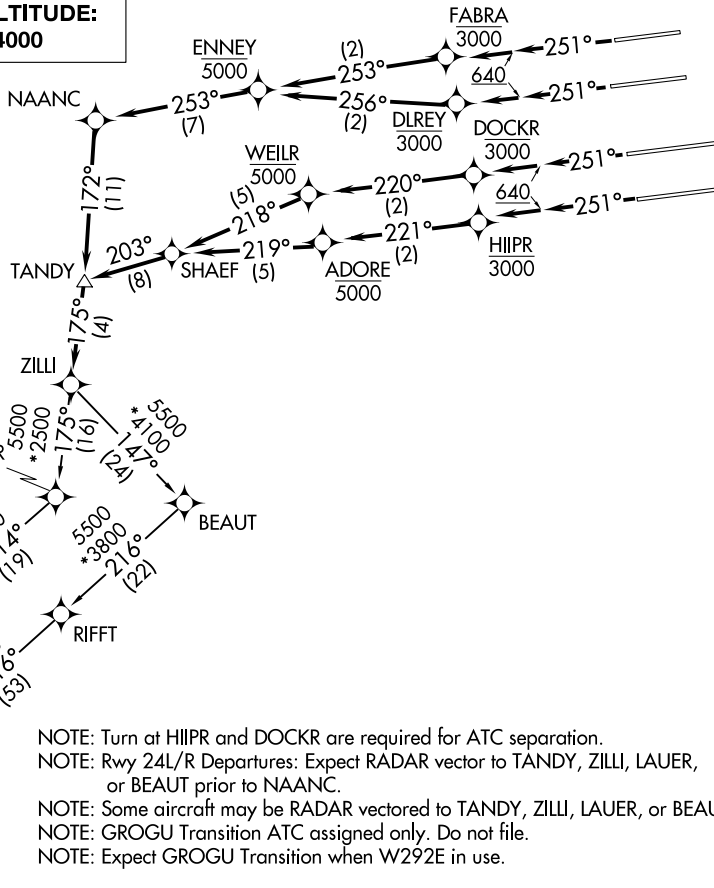 LTITUDE:
4000
FABRA
3000
ENNEY
5000
(2)
253°
251°
640
NAANC
253°
(7)
256°
(2)
DLREY
3000
251°
DOCKR
3000
WEILR
5000
172°
(11)
(5)
218°
220°
(2)
251°
640
203°
(8)
SHAEF
219°
(5)
221°
(2)
251°
TANDY
ADORE
5000
HIIPR
3000
175°
(4)
ZILLI
5500
*2500
175°
(16)
5500
*4100
147°
(24)
BEAUT
14°
(19)
5500
*3800
216°
(22)
RIFFT
6°
(53)
NOTE: Turn at HIIPR and DOCKR are required for ATC separation.
NOTE: Rwy 24L/R Departures: Expect RADAR vector to TANDY, ZILLI, LAUER,
or BEAUT prior to NAANC.
NOTE: Some aircraft may be RADAR vectored to TANDY, ZILLI, LAUER, or BEAU
NOTE: GROGU Transition ATC assigned only. Do not file.
NOTE: Expect GROGU Transition when W292E in use.